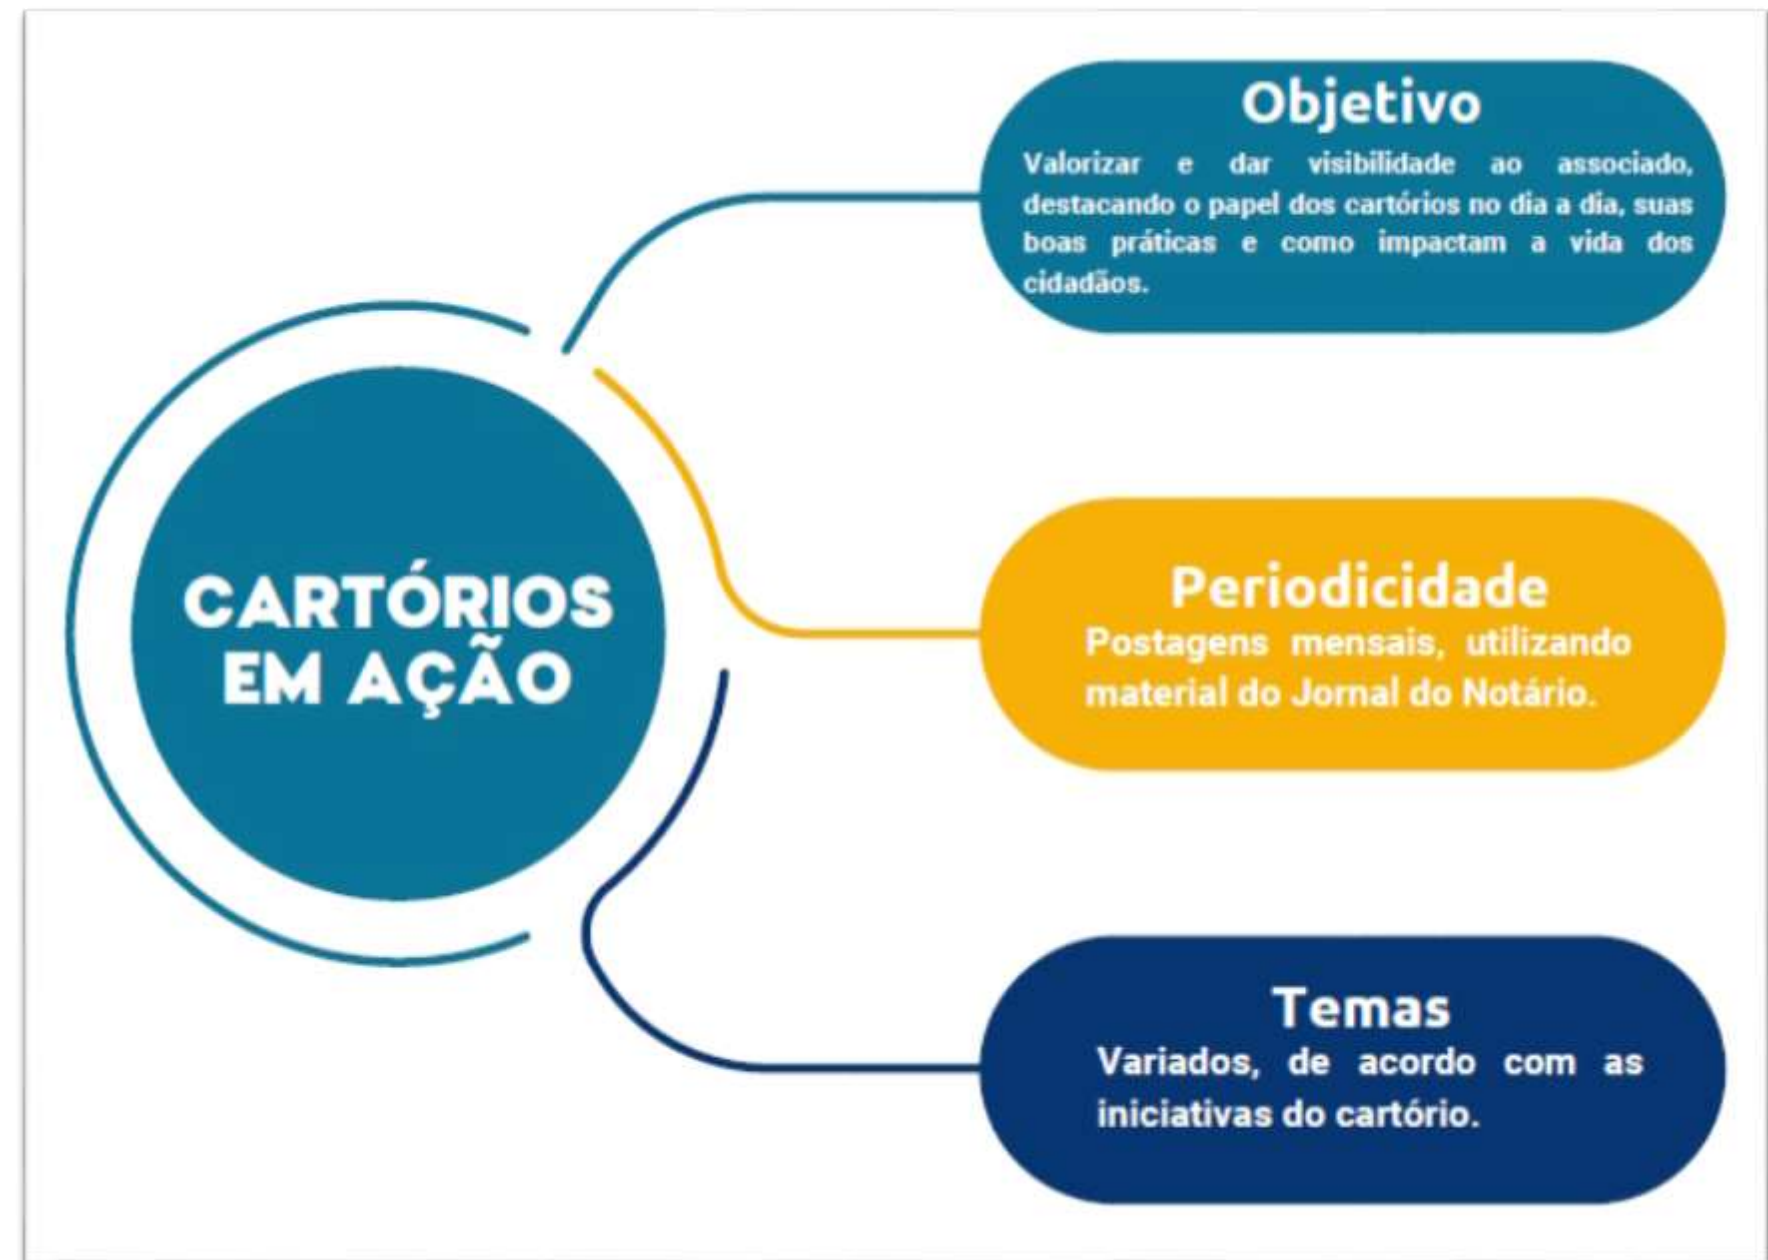 CARTÓRIOS
EM AÇÃO
Objetivo
Valorizar e dar visibilidade ao associado,
destacando o papel dos cartórios no dia a dia, suas
boas práticas e como impactam a vida dos
cidadãos.
Periodicidade
Postagens mensais, utilizando
material do Jornal do Notário.
Temas
Variados, de acordo com as
iniciativas do cartório.